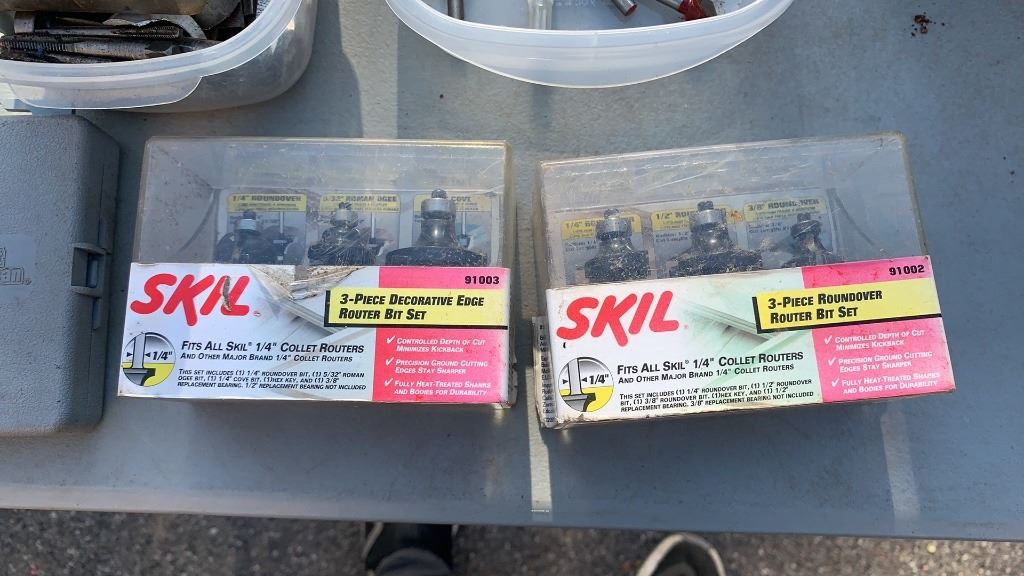 1/4" ROUNDOVER
5/32" ROMAN OGEE
COVE
SKIL
91003
3-PIECE DECORATIVE EDGE
ROUTER BIT SET
FITS ALL SKIL® 1/4" COLLET ROUTERS
AND OTHER MAJOR BRAND 1/4" COLLET ROUTERS
1/4"
THIS SET INCLUDES (1) 1/4" ROUNDOVER BIT, (1) 5/32" ROMAN
OGEE BIT, (1) 1/4" COVE BIT, (1) HEX KEY, AND (1) 3/8"
REPLACEMENT BEARING, 1/2" REPLACEMENT BEARING NOT INCLUDED
✓ CONTROLLED DEPTH OF CUT
MINIMIZES KICKBACK
✓ PRECISION GROUND CUTTING
EDGES STAY SHARPER
✓ FULLY HEAT-TREATED SHANKS
AND BODIES FOR DURABILITY
1/4" ROUND
1/2" ROU
3/8" ROUNDOVER
SKIL
91002
3-PIECE ROUNDOVER
ROUTER BIT SET
FITS ALL SKIL® 1/4" COLLET ROUTERS
AND OTHER MAJOR BRAND 1/4" COLLET ROUTERS
1/4"
THIS SET INCLUDES (1) 1/4" ROUNDOVER BIT, (1) 1/2" ROUNDOVER
BIT, (1) 3/8" ROUNDOVER BIT, (1) HEX KEY, AND (1) 1/2"
REPLACEMENT BEARING. 3/8" REPLACEMENT BEARING NOT INCLUDED
✓ CONTROLLED DEPTH OF CUT
MINIMIZES KICKBACK
✓ PRECISION GROUND CUTTING
EDGES STAY SHARPER
✓ FULLY HEAT-TREATED SHANKS
AND BODIES FOR DURABILITY